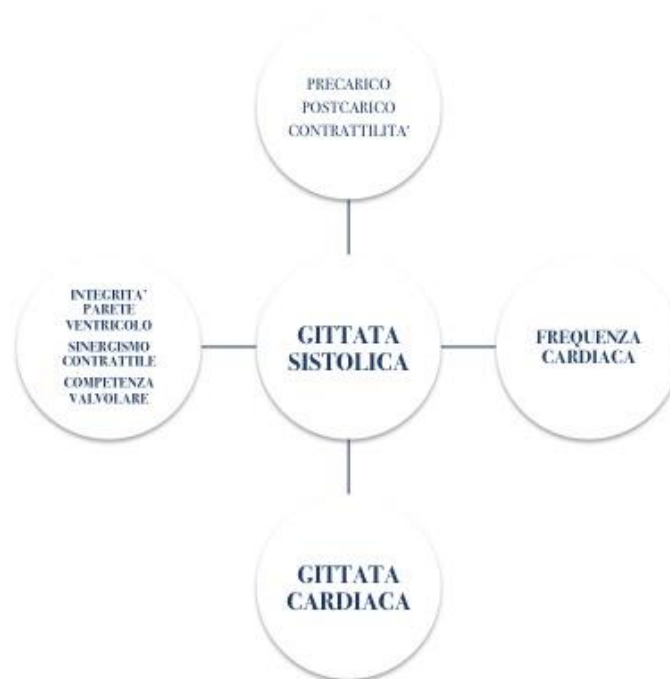 PRECARICO
POSTCARICO
CONTRATTILITA'
INTEGRITA'
PARETE
VENTRICOLO
SINERGISMO
CONTRATTILE
COMPETENZA
VALVOLARE
GITTATA
SISTOLICA
FREQUENZA
CARDIACA
GITTATA
CARDIACA